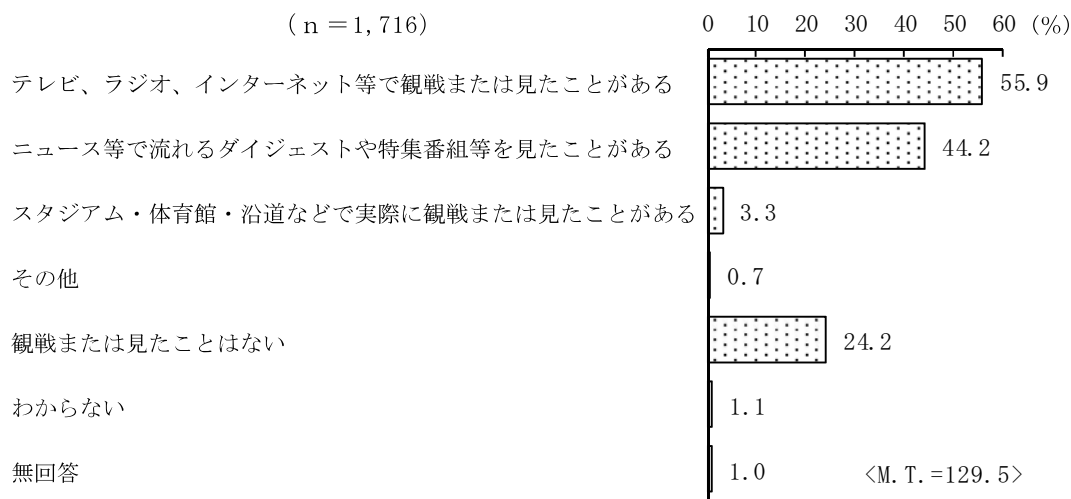 (n=1,716)
0 10 20 30 40 50 60 (%)
テレビ、ラジオ、インターネット等で観戦または見たことがある 55.9
ニュース等で流れるダイジェストや特集番組等を見たことがある 44.2
スタジアム・体育館・沿道などで実際に観戦または見たことがある 3.3
その他 0.7
観戦または見たことはない 24.2
わからない 1.1
無回答 1.0 <M.T.=129.5>